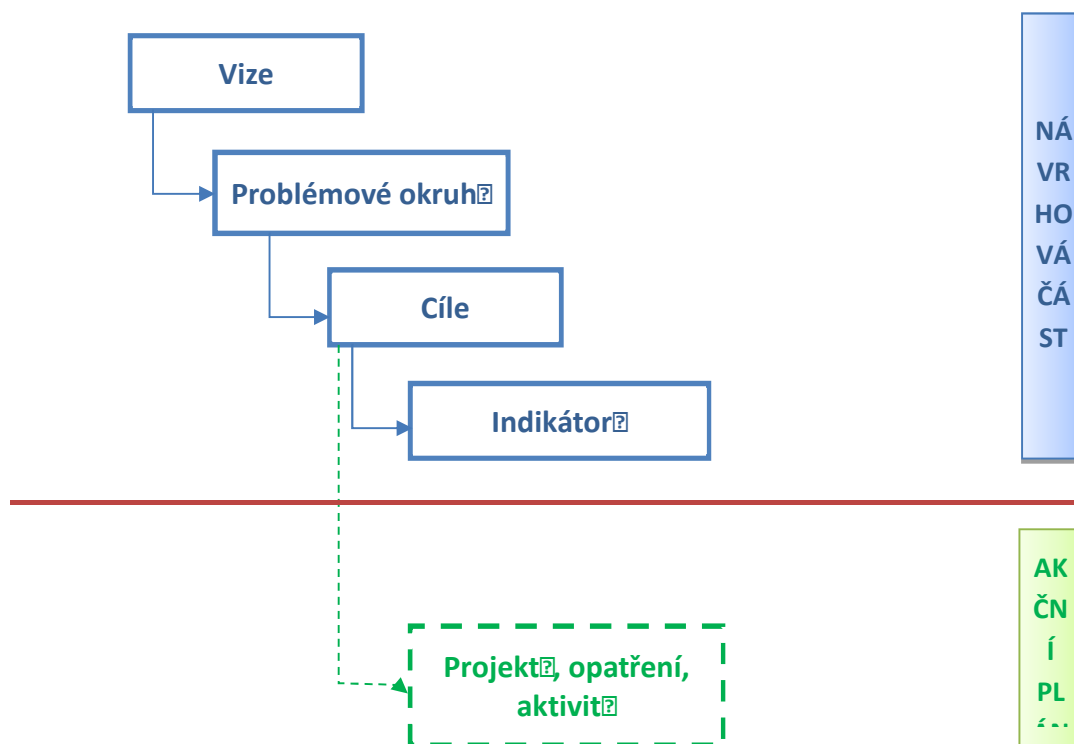 Vize
Problémové okruh�
Cíle
Indikátor�
NÁ
VR
HO
VÁ
ČÁ
ST
Projekt�, opatření,
aktivit�
AK
ČN
Í
PL